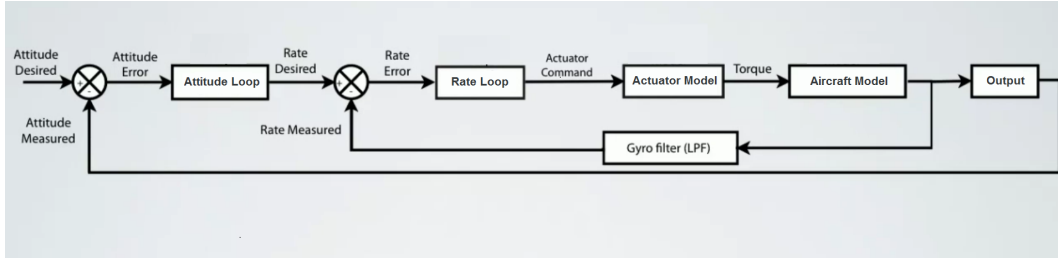 Attitude
Desired
Attitude
Error
Attitude Loop
Rate
Desired
Rate
Error
Rate Loop
Actuator
Command
Actuator Model
Torque
Aircraft Model
Output
+
-
+
-
Attitude
Measured
Rate Measured
Gyro filter (LPF)